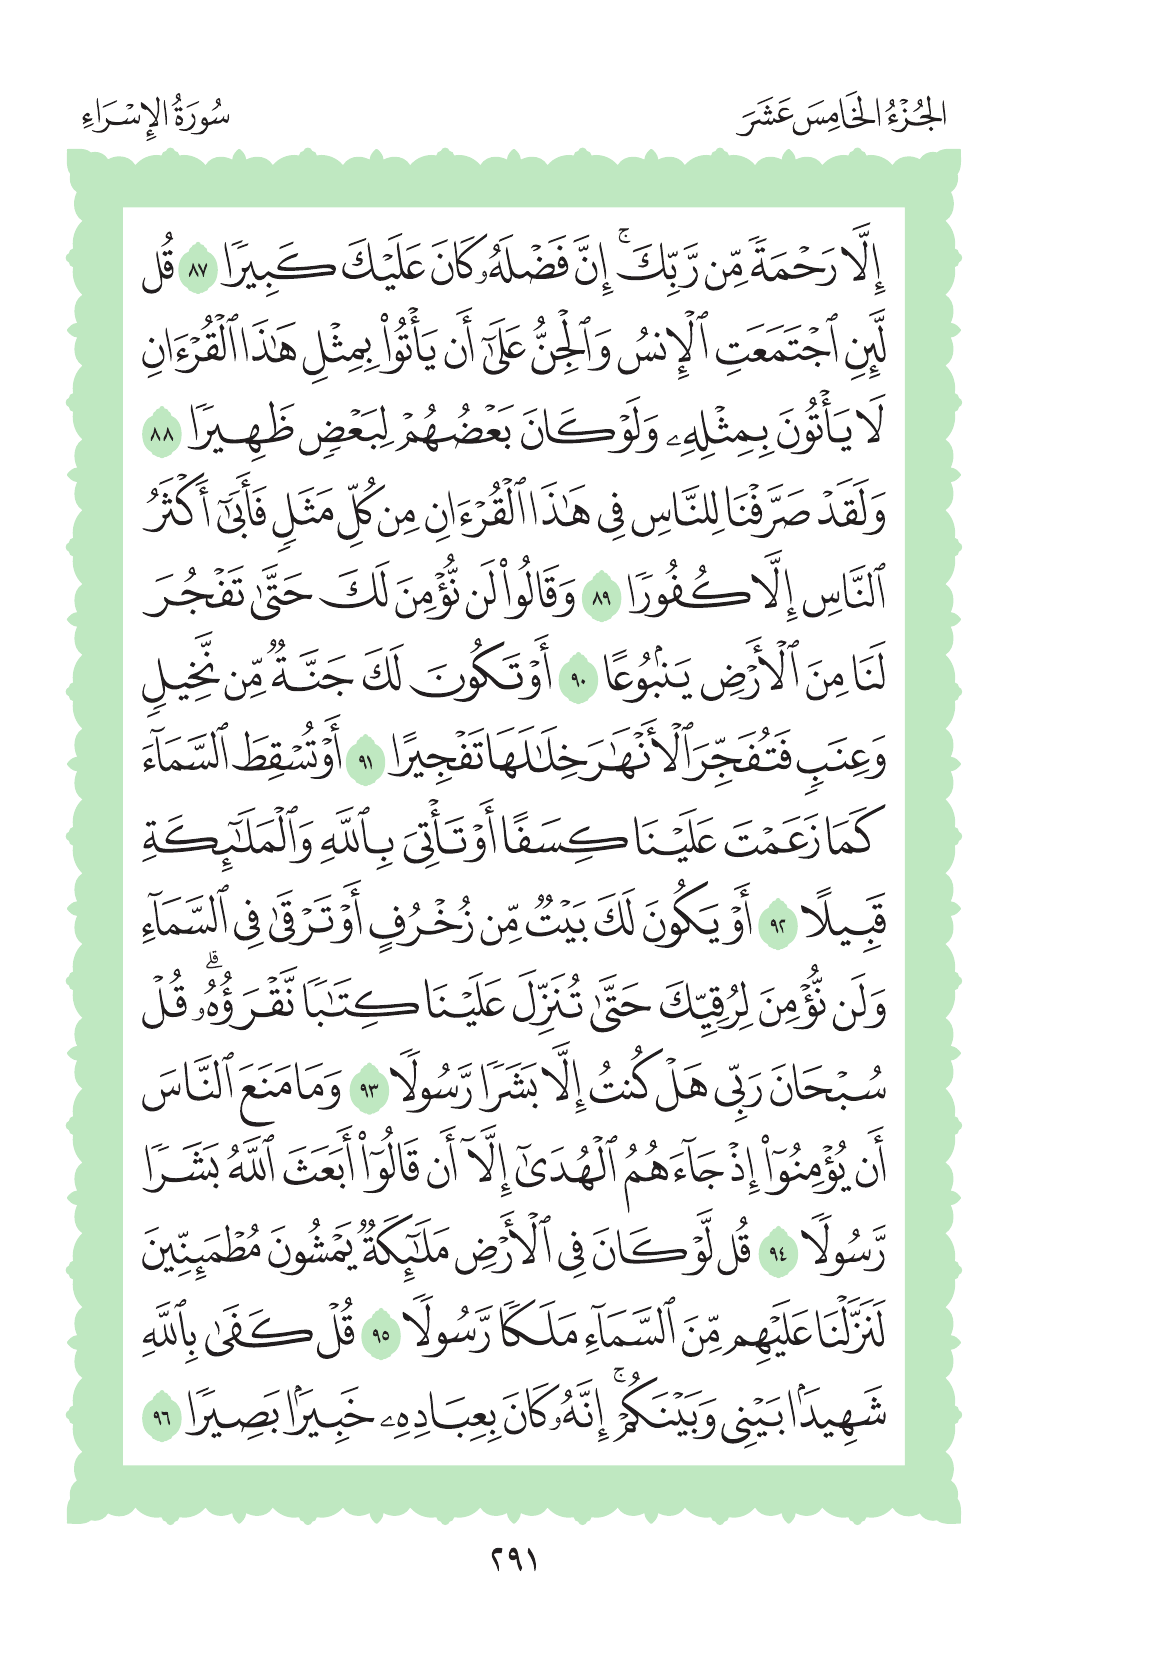 الجُزْءُ الخَامِسَ عَشَرَ
سُورَةُ الإِسْرَاءِ
إِلَّا رَحۡمَةٗ مِّن رَّبِّكَۚ إِنَّ فَضۡلَهُۥ كَانَ عَلَيۡكَ كَبِيرٗا ٨٧ قُل
لَّئِنِ ٱجۡتَمَعَتِ ٱلۡإِنسُ وَٱلۡجِنُّ عَلَىٰٓ أَن يَأۡتُواْ بِمِثۡلِ هَٰذَا ٱلۡقُرۡءَانِ
لَا يَأۡتُونَ بِمِثۡلِهِۦ وَلَوۡ كَانَ بَعۡضُهُمۡ لِبَعۡضٖ ظَهِيرٗا ٨٨
وَلَقَدۡ صَرَّفۡنَا لِلنَّاسِ فِي هَٰذَا ٱلۡقُرۡءَانِ مِن كُلِّ مَثَلٖ فَأَبَىٰٓ أَكۡثَرُ
ٱلنَّاسِ إِلَّا كُفُورٗا ٨٩ وَقَالُواْ لَن نُّؤۡمِنَ لَكَ حَتَّىٰ تَفۡجُرَ
لَنَا مِنَ ٱلۡأَرۡضِ يَنۢبُوعًا ٩٠ أَوۡ تَكُونَ لَكَ جَنَّةٞ مِّن نَّخِيلٖ
وَعِنَبٖ فَتُفَجِّرَ ٱلۡأَنۡهَٰرَ خِلَٰلَهَا تَفۡجِيرًا ٩١ أَوۡ تُسۡقِطَ ٱلسَّمَآءَ
كَمَا زَعَمۡتَ عَلَيۡنَا كِسَفًا أَوۡ تَأۡتِيَ بِٱللَّهِ وَٱلۡمَلَٰٓئِكَةِ
قَبِيلًا ٩٢ أَوۡ يَكُونَ لَكَ بَيۡتٞ مِّن زُخۡرُفٍ أَوۡ تَرۡقَىٰ فِي ٱلسَّمَآءِ
وَلَن نُّؤۡمِنَ لِرُقِيِّكَ حَتَّىٰ تُنَزِّلَ عَلَيۡنَا كِتَٰبٗا نَّقۡرَؤُهُۥۗ قُلۡ
سُبۡحَانَ رَبِّي هَلۡ كُنتُ إِلَّا بَشَرٗا رَّسُولٗا ٩٣ وَمَا مَنَعَ ٱلنَّاسَ
أَن يُؤۡمِنُوٓاْ إِذۡ جَآءَهُمُ ٱلۡهُدَىٰٓ إِلَّآ أَن قَالُوٓاْ أَبَعَثَ ٱللَّهُ بَشَرٗا
رَّسُولٗا ٩٤ قُل لَّوۡ كَانَ فِي ٱلۡأَرۡضِ مَلَٰٓئِكَةٞ يَمۡشُونَ مُطۡمَئِنِّينَ
لَنَزَّلۡنَا عَلَيۡهِم مِّنَ ٱلسَّمَآءِ مَلَكٗا رَّسُولٗا ٩٥ قُلۡ كَفَىٰ بِٱللَّهِ
شَهِيدَۢا بَيۡنِي وَبَيۡنَكُمۡۚ إِنَّهُۥ كَانَ بِعِبَادِهِۦ خَبِيرَۢا بَصِيرٗا ٩٦
٢٩١